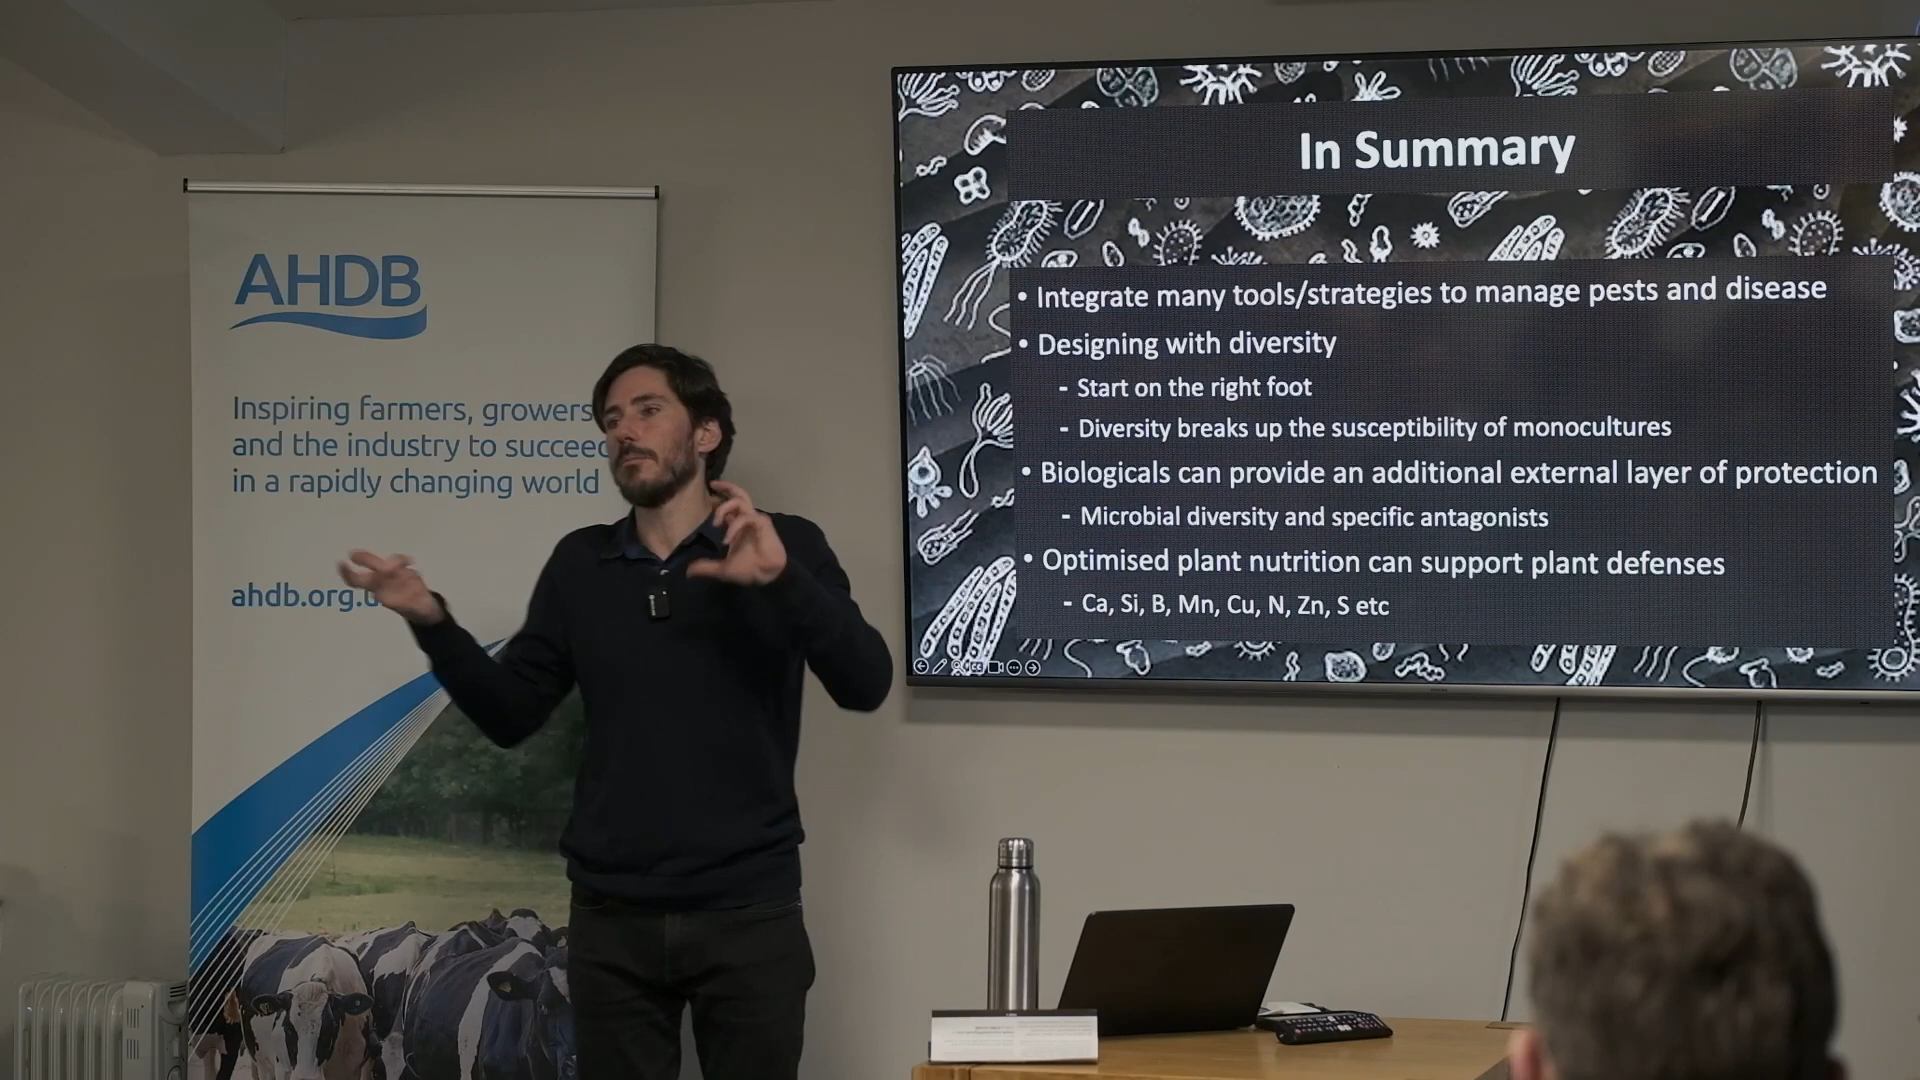 AHDB
Inspiring farmers, growers
and the industry to succeed
in a rapidly changing world
ahdb.org.u
In Summary
• Integrate many tools/strategies to manage pests and disease
• Designing with diversity
- Start on the right foot
- Diversity breaks up the susceptibility of monocultures
• Biologicals can provide an additional external layer of protection
- Microbial diversity and specific antagonists
• Optimised plant nutrition can support plant defenses
- Ca, Si, B, Mn, Cu, N, Zn, S etc